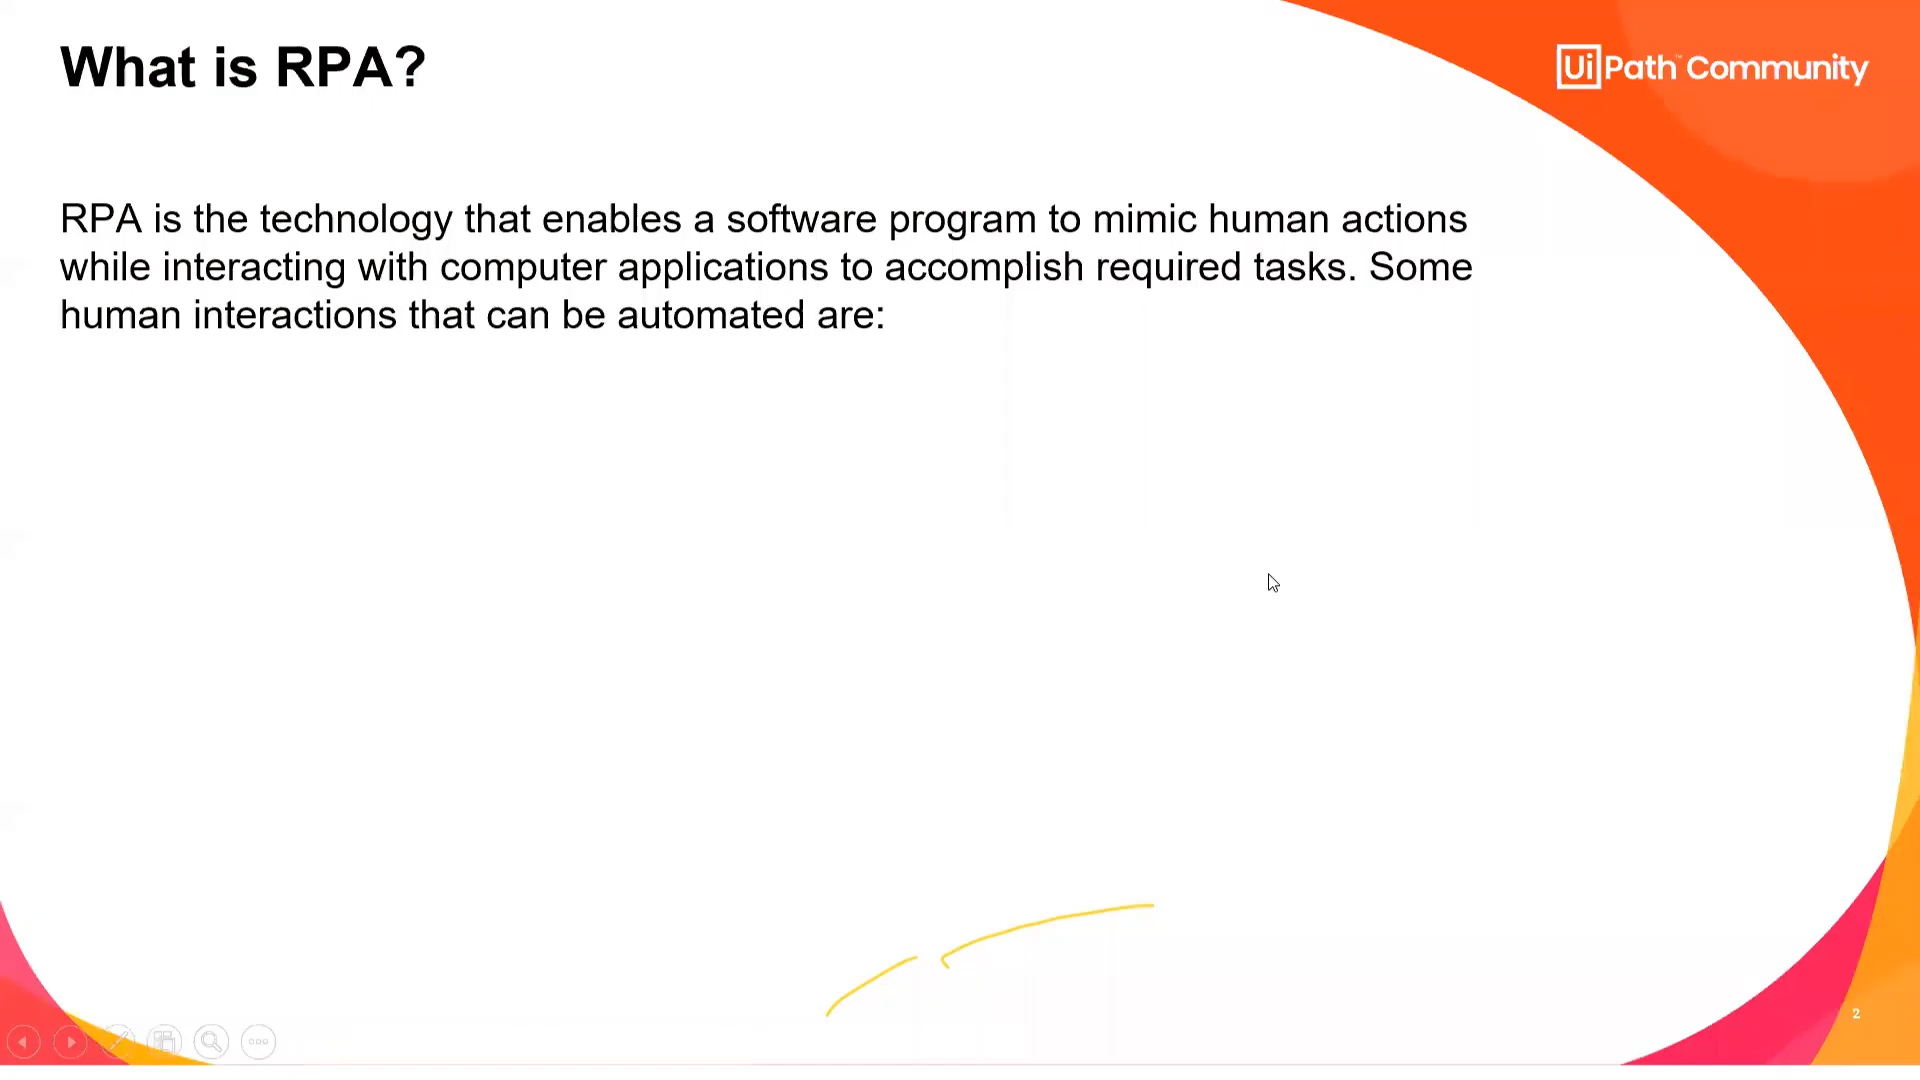 What is RPA?
UiPath™ Community
RPA is the technology that enables a software program to mimic human actions
while interacting with computer applications to accomplish required tasks. Some
human interactions that can be automated are:
2